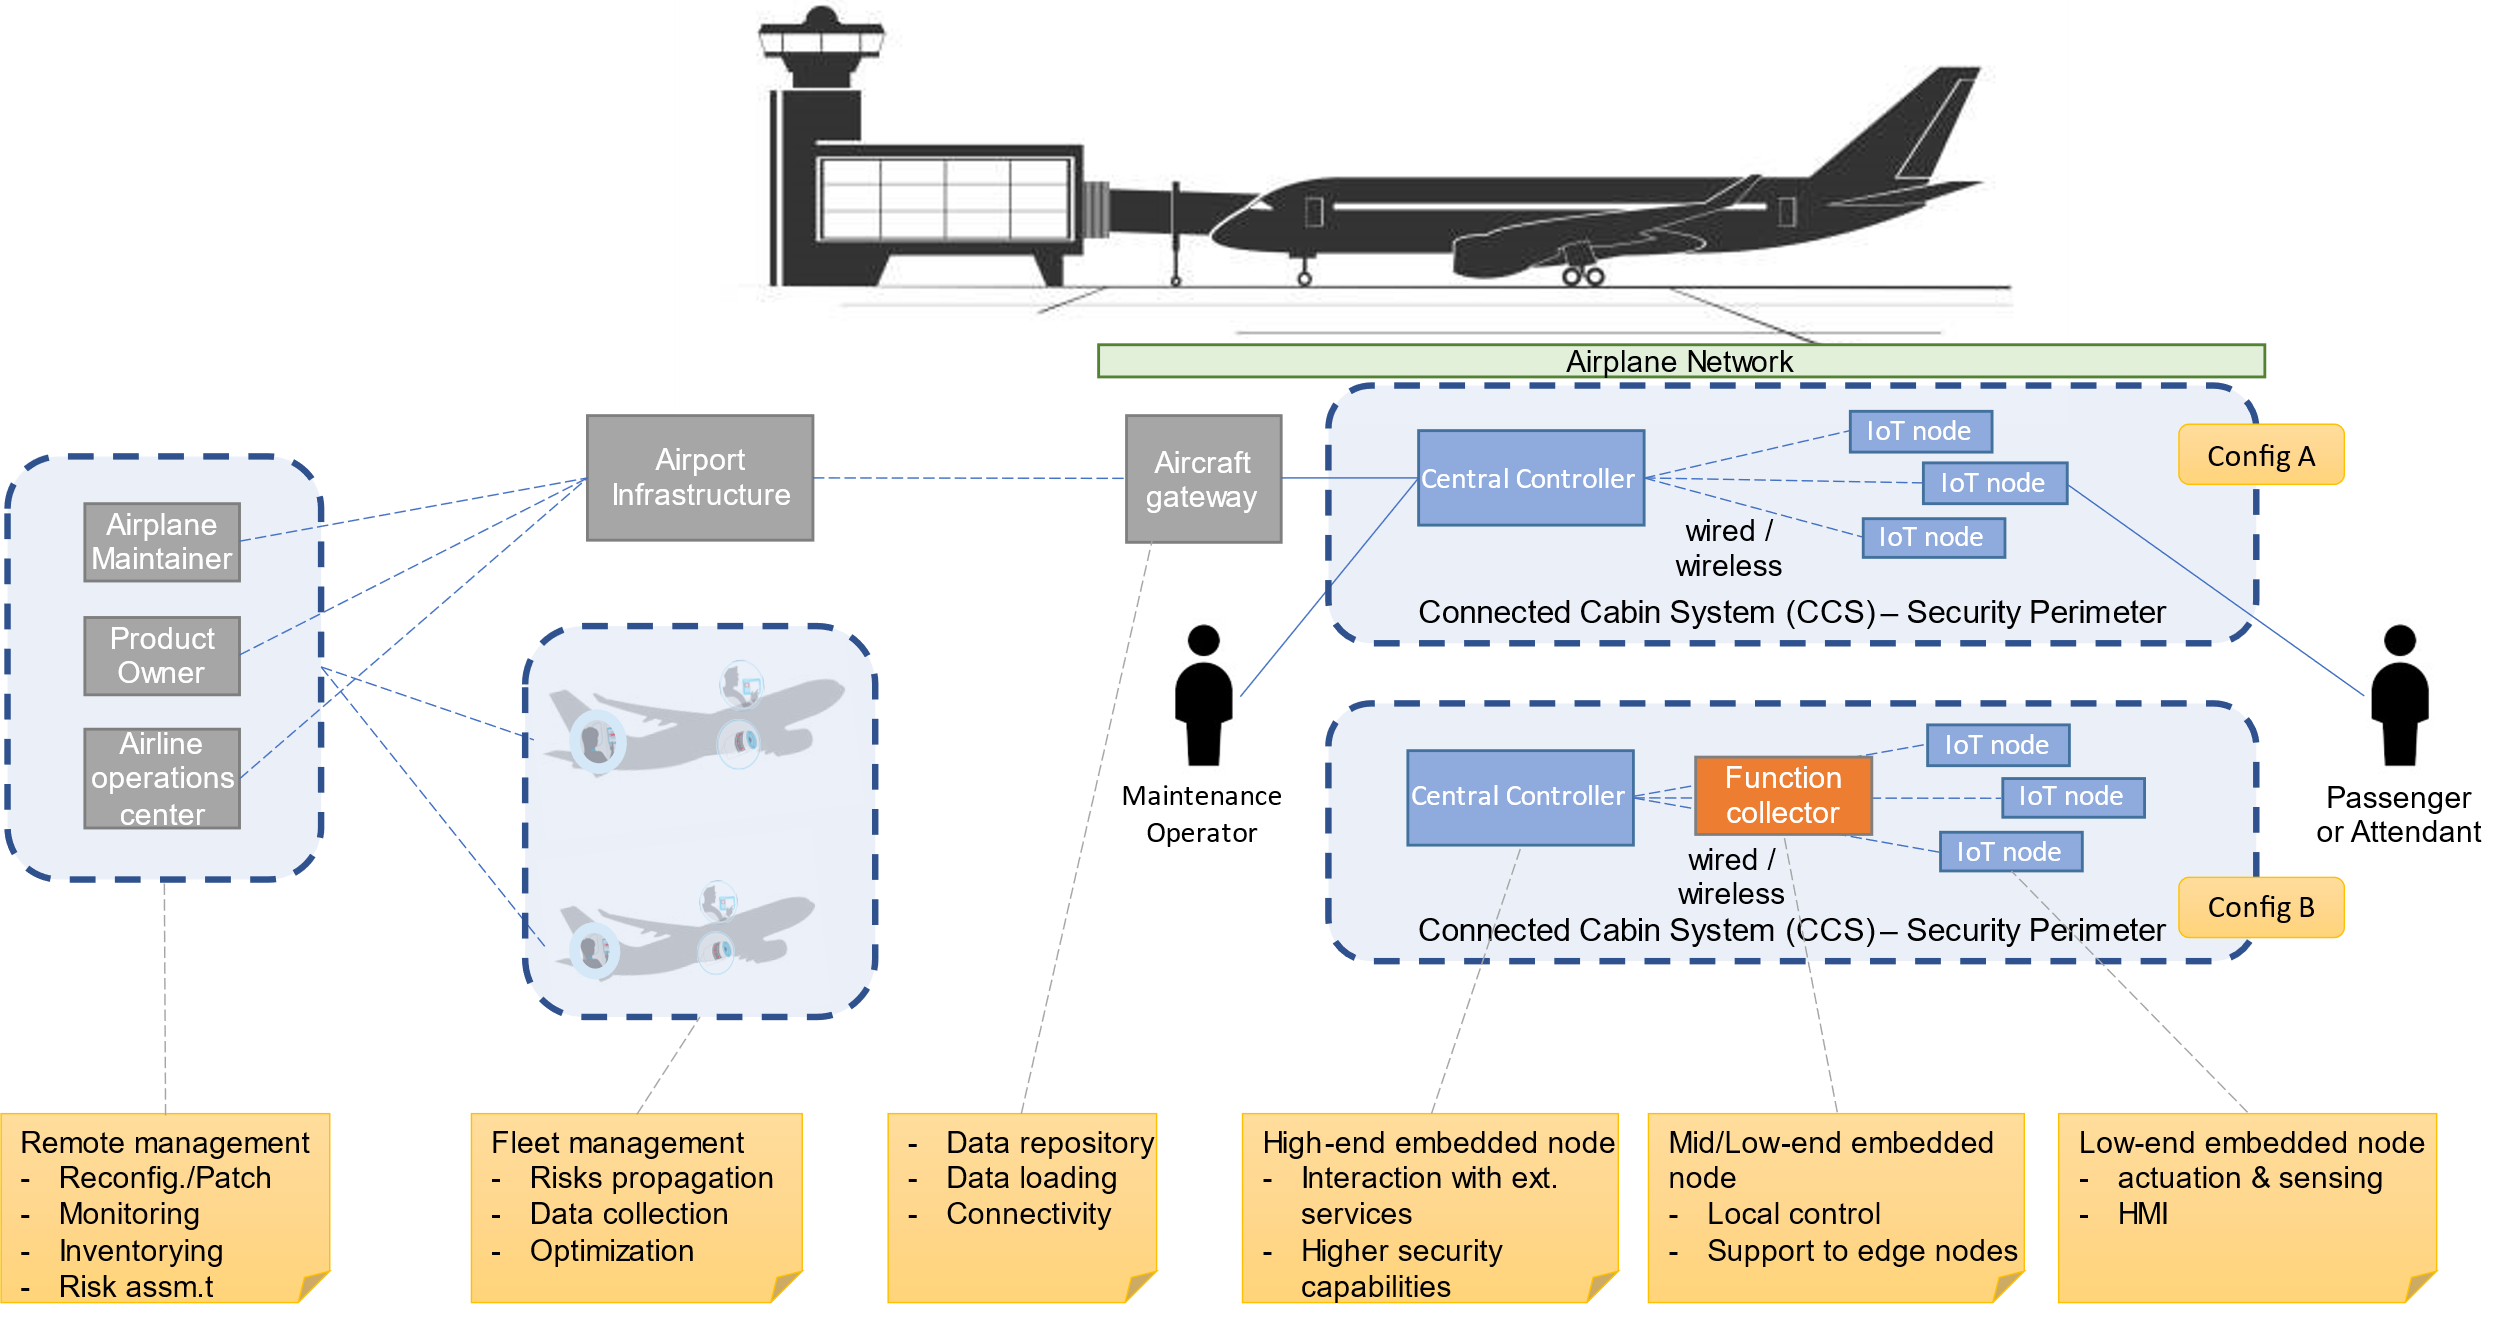 Airplane Network
Airport
Infrastructure
Aircraft
gateway
Central Controller
IoT node
IoT node
IoT node
wired /
wireless
Connected Cabin System (CCS) – Security Perimeter
Config A
Airplane
Maintainer
Product
Owner
Airline
operations
center
Maintenance
Operator
Central Controller
Function
collector
IoT node
IoT node
IoT node
wired /
wireless
Connected Cabin System (CCS) – Security Perimeter
Config B
Passenger
or Attendant
Remote management
- Reconfig./Patch
- Monitoring
- Inventorying
- Risk assm.t
Fleet management
- Risks propagation
- Data collection
- Optimization
- Data repository
- Data loading
- Connectivity
High-end embedded node
- Interaction with ext.
services
- Higher security
capabilities
Mid/Low-end embedded
node
- Local control
- Support to edge nodes
Low-end embedded node
- actuation & sensing
- HMI